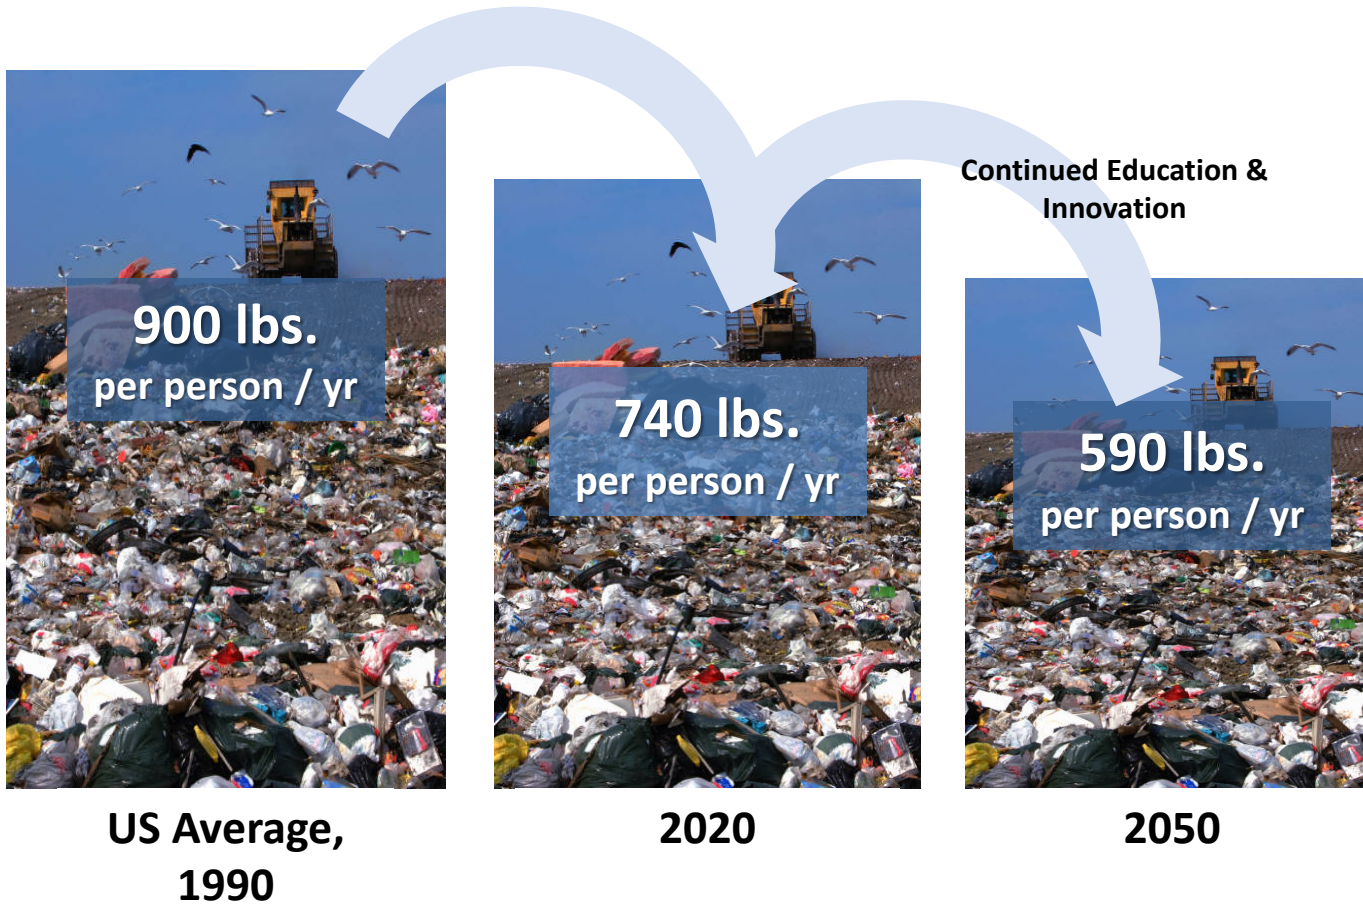 Continued Education &
Innovation
900 lbs.
per person / yr
740 lbs.
per person / yr
590 lbs.
per person / yr
US Average,
1990
2020
2050